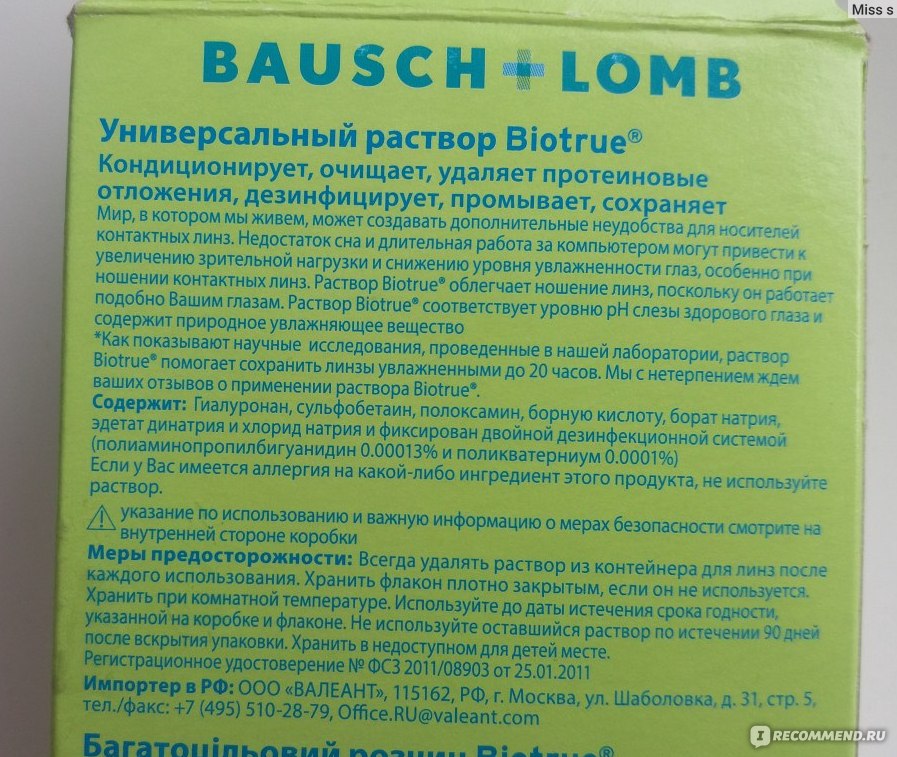 Miss s
BAUSCH + LOMB
Универсальный раствор Biotrue®
Кондиционирует, очищает, удаляет протеиновые
отложения, дезинфицирует, промывает, сохраняет
Мир, в котором мы живем, может создавать дополнительные неудобства для носителей
контактных линз. Недостаток сна и длительная работа за компьютером могут привести к
увеличению зрительной нагрузки и снижению уровня увлажненности глаз, особенно при
ношении контактных линз. Раствор Biotrue® облегчает ношение линз, поскольку он работает
подобно Вашим глазам. Раствор Biotrue® соответствует уровню pH слезы здорового глаза и
содержит природное увлажняющее вещество
*Как показывают научные исследования, проведенные в нашей лаборатории, раствор
Biotrue® помогает сохранить линзы увлажненными до 20 часов. Мы с нетерпением ждем
ваших отзывов о применении раствора Biotrue®.
Содержит: Гиалуронан, сульфобетаин, полоксамин, борную кислоту, борат натрия,
эдетат динатрия и хлорид натрия и фиксирован двойной дезинфекционной системой
(полиаминопропилбигуанидин 0.00013% и поликватерниум 0.0001%)
Если у Вас имеется аллергия на какой-либо ингредиент этого продукта, не используйте
раствор.
указание по использованию и важную информацию о мерах безопасности смотрите на
внутренней стороне коробки
Меры предосторожности: Всегда удалять раствор из контейнера для линз после
каждого использования. Хранить флакон плотно закрытым, если он не используется.
Хранить при комнатной температуре. Используйте до даты истечения срока годности,
указанной на коробке и флаконе. Не используйте оставшийся раствор по истечении 90 дней
после вскрытия упаковки. Хранить в недоступном для детей месте.
Регистрационное удостоверение № ФСЗ 2011/08903 от 25.01.2011
Импортер в РФ: ООО «ВАЛЕАНТ», 115162, РФ, г. Москва, ул. Шаболовка, д. 31, стр. 5,
тел./факс: +7 (495) 510-28-79, Office.RU@valeant.com
Багатоцільовий розчин Biotrue®
I RECOMMEND.RU